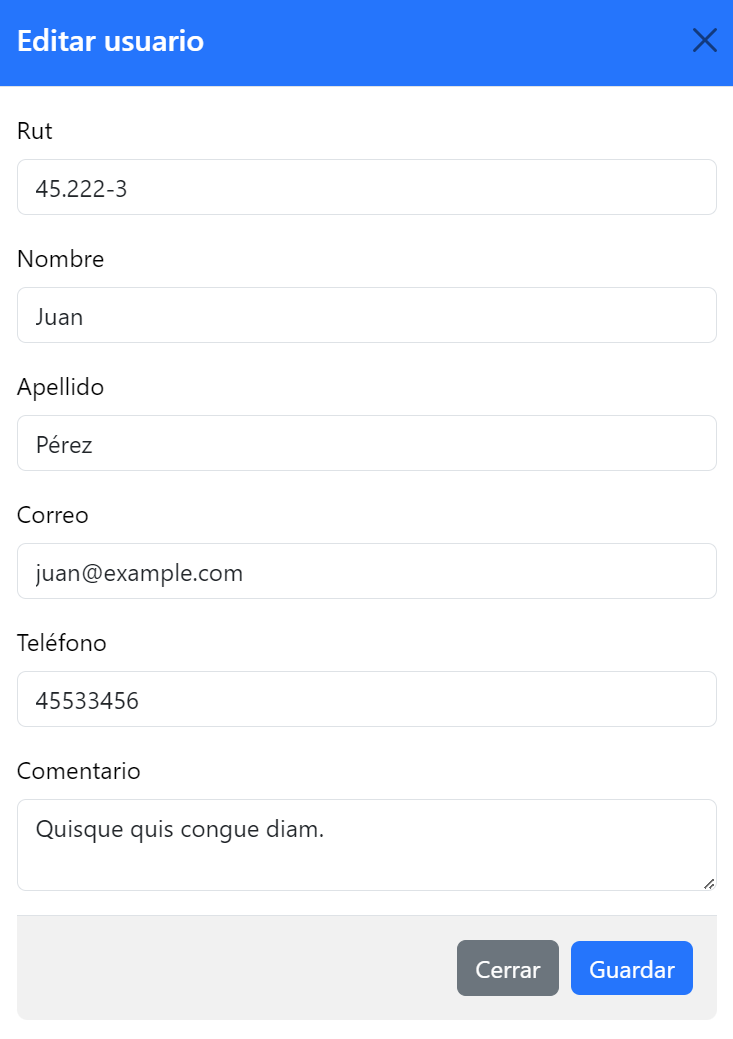 Editar usuario
Rut
45.222-3
Nombre
Juan
Apellido
Pérez
Correo
juan@example.com
Teléfono
45533456
Comentario
Quisque quis congue diam.
Cerrar Guardar